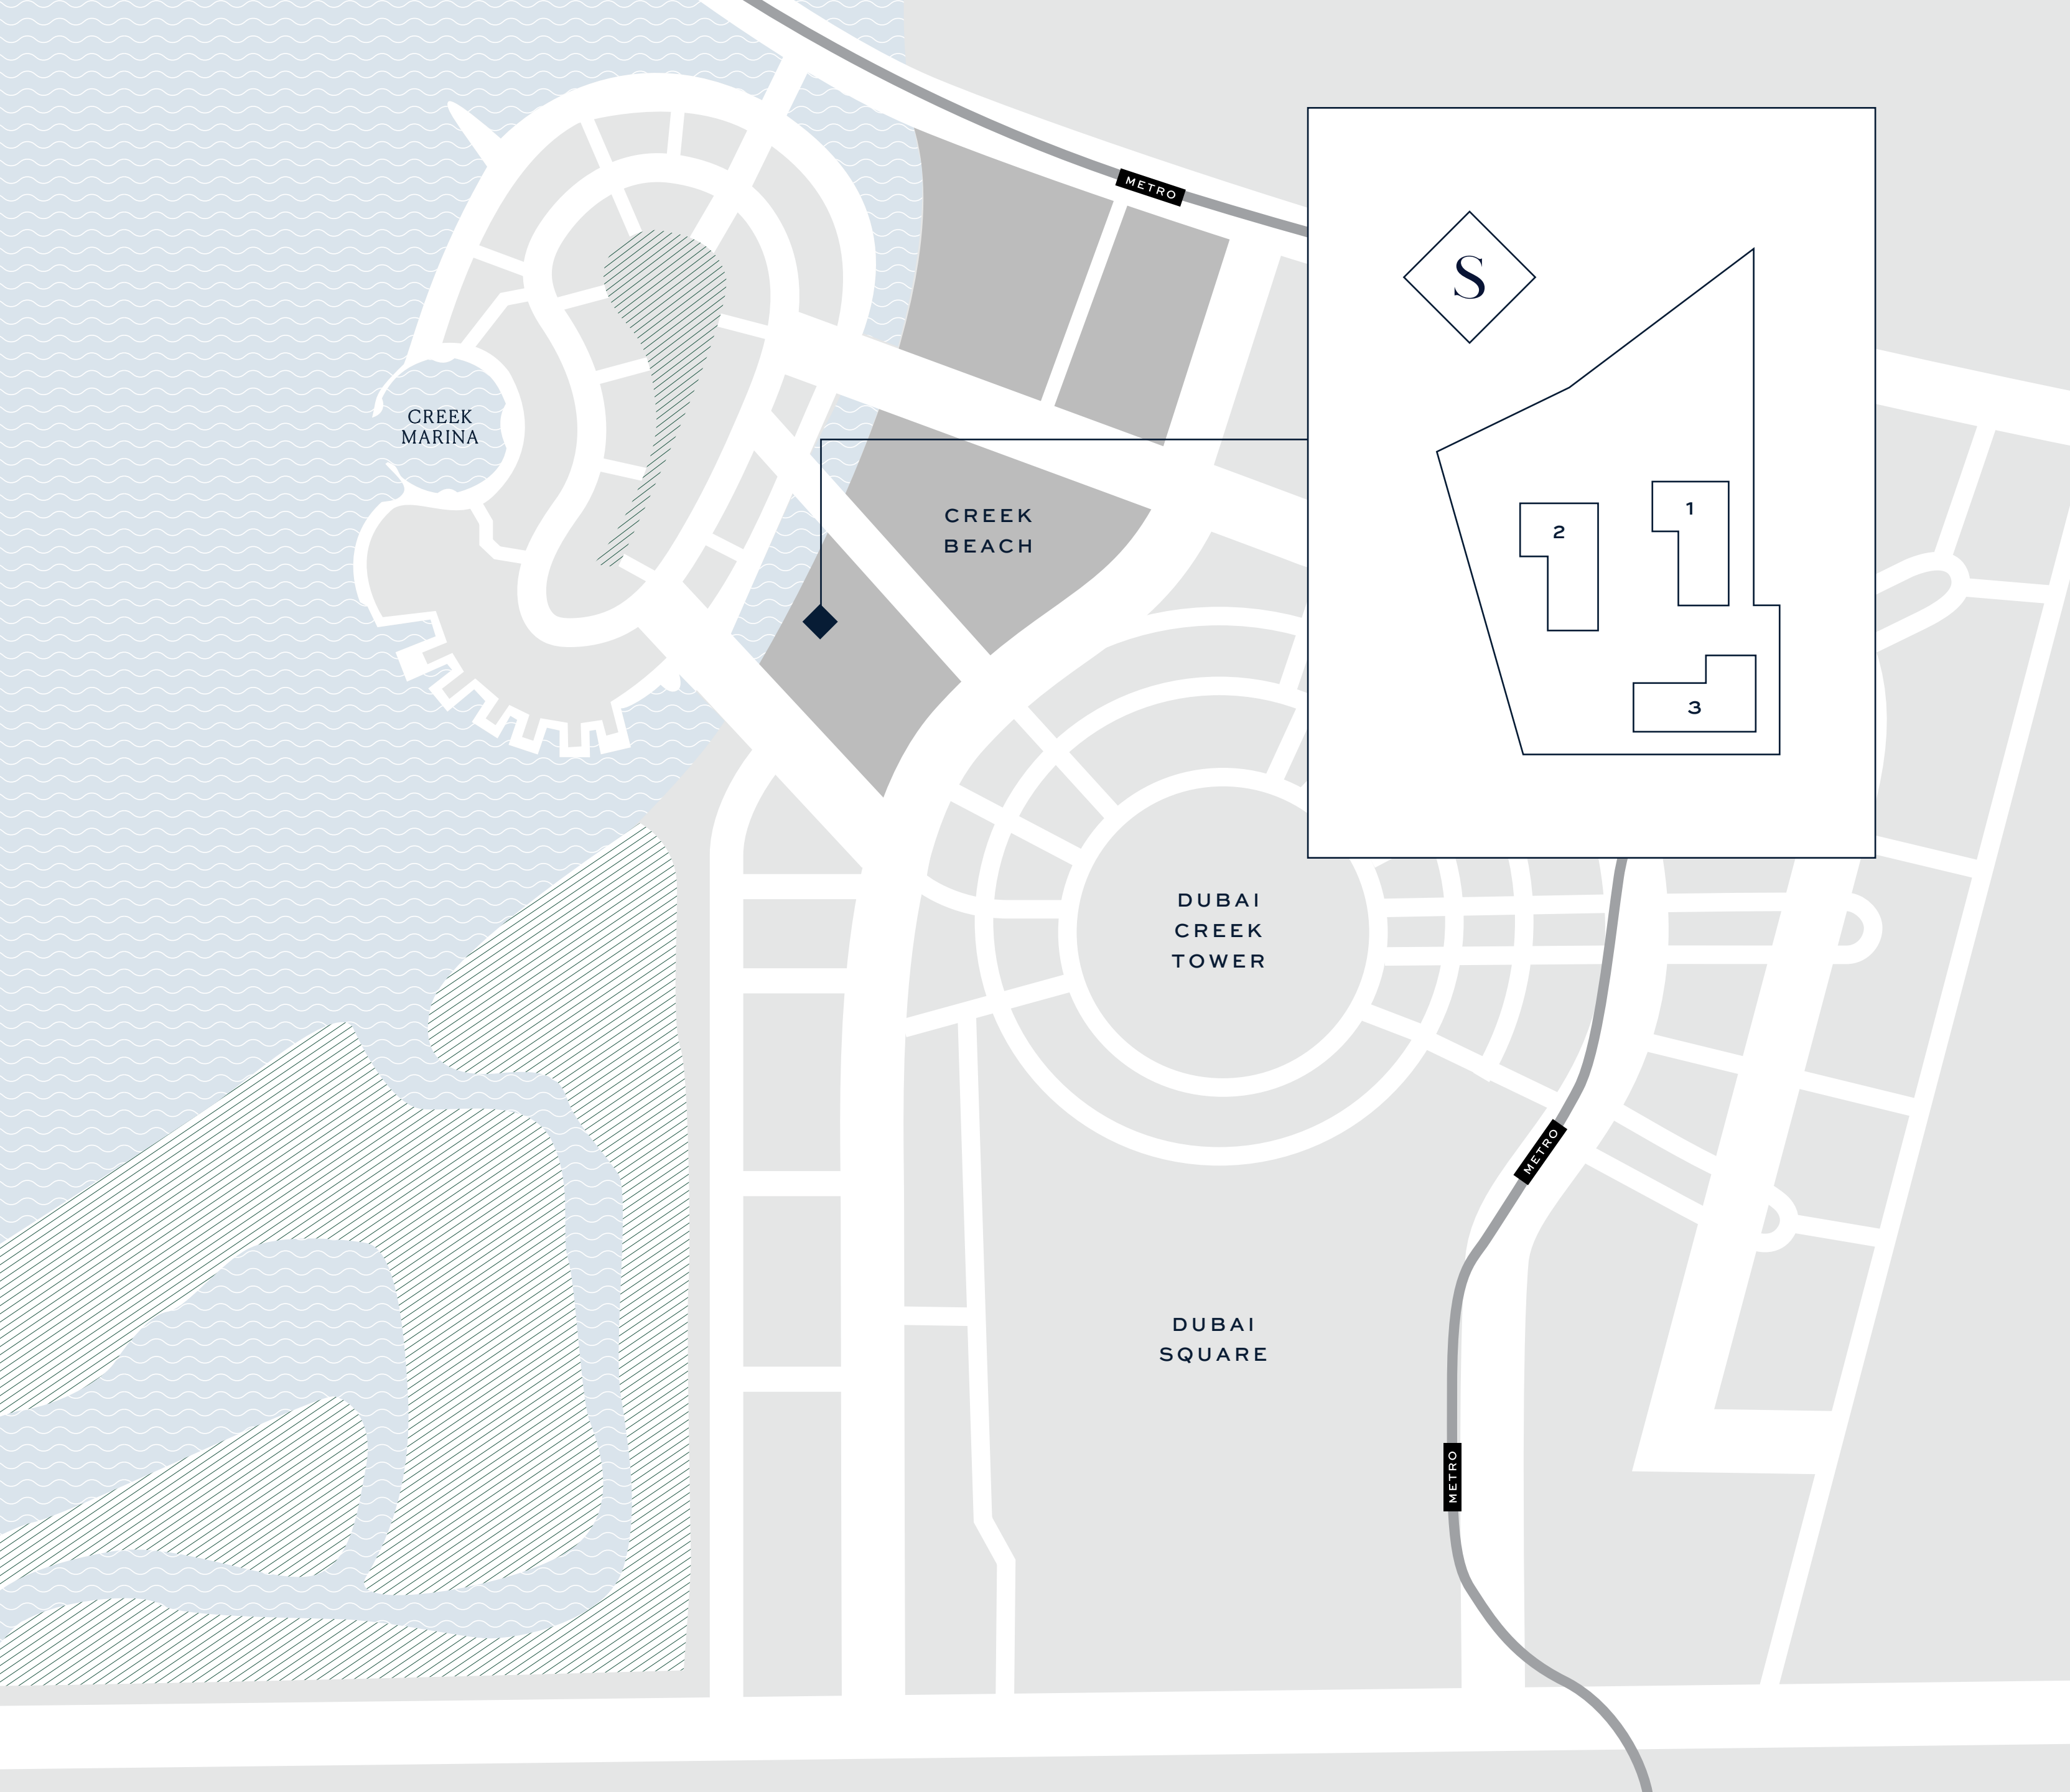 METRO
S
CREEK
MARINA
CREEK
BEACH
1
2
3
DUBAI
CREEK
TOWER
METRO
DUBAI
SQUARE
METRO